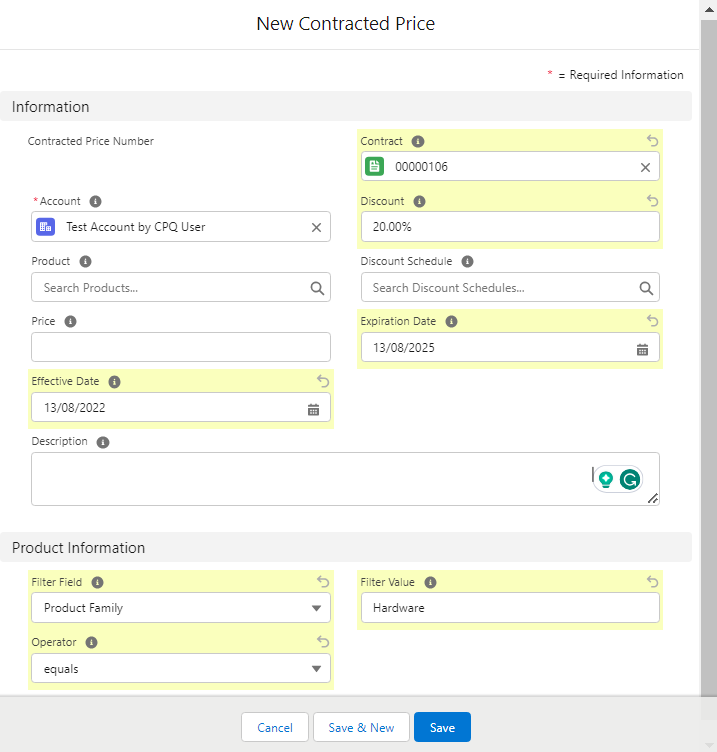 New Contracted Price
* = Required Information
Information
Contracted Price Number
Contract
00000106
*Account
Test Account by CPQ User
Discount
20.00%
Product
Search Products...
Discount Schedule
Search Discount Schedules...
Price
Expiration Date
13/08/2025
Effective Date
13/08/2022
Description
Product Information
Filter Field
Product Family
Filter Value
Hardware
Operator
equals
Cancel
Save & New
Save